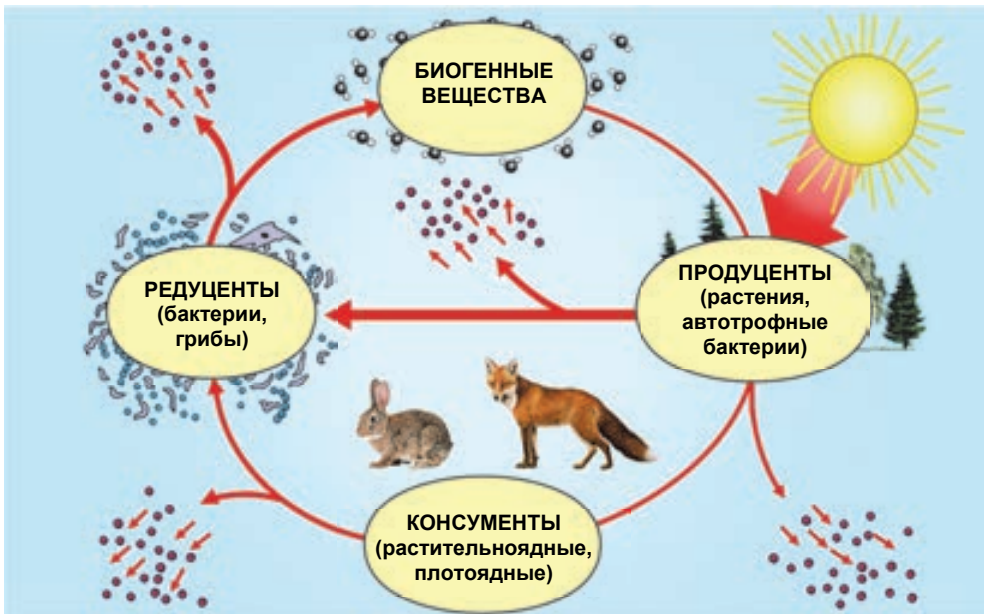 БИОГЕННЫЕ
ВЕЩЕСТВА
РЕДУЦЕНТЫ
(бактерии,
грибы)
ПРОДУЦЕНТЫ
(растения,
автотрофные
бактерии)
КОНСУМЕНТЫ
(растительноядные,
плотоядные)